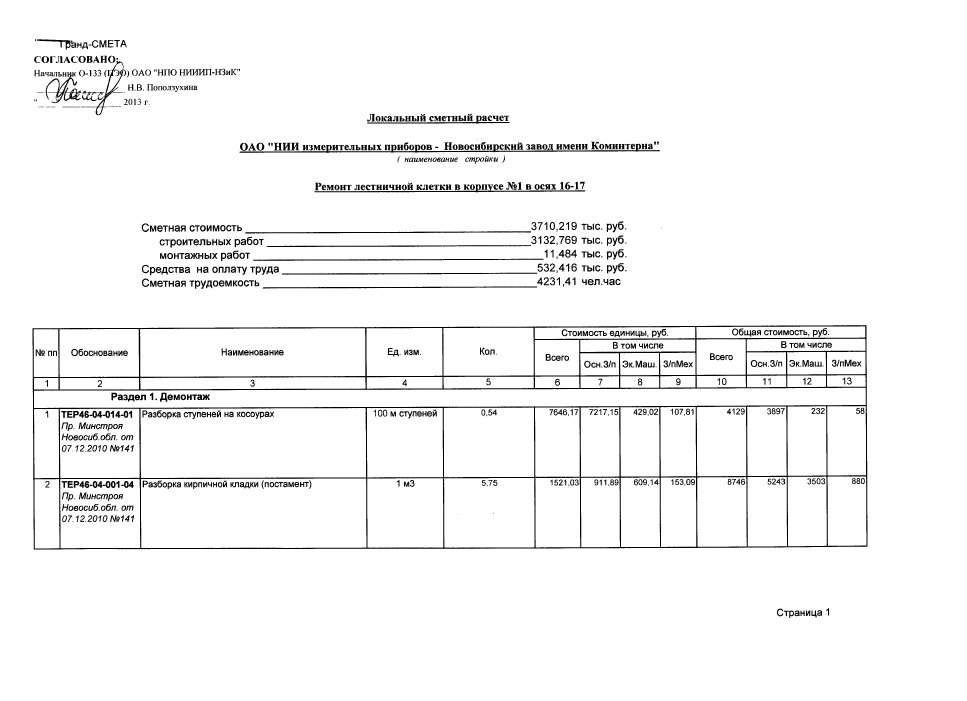 Гранд-СМЕТА
СОГЛАСОВАНО:
Начальник О-133 (ПЭО) ОАО "НПО НИИИП-НЗиК"
Н.В. Поползухина
"___ ____________ 2013 г.
Локальный сметный расчет
ОАО "НИИ измерительных приборов - Новосибирский завод имени Коминтерна"
( наименование стройки )
Ремонт лестничной клетки в корпусе №1 в осях 16-17
Сметная стоимость 3710,219 тыс. руб.
строительных работ 3132,769 тыс. руб.
монтажных работ 11,484 тыс. руб.
Средства на оплату труда 532,416 тыс. руб.
Сметная трудоемкость 4231,41 чел.час
№ пп Обоснование Наименование Ед. изм. Кол. Стоимость единицы, руб. Общая стоимость, руб.
Всего В том числе Всего В том числе
Осн.З/п Эк.Маш. З/пМех Осн.З/п Эк.Маш. З/пМех
1 2 3 4 5 6 7 8 9 10 11 12 13
Раздел 1. Демонтаж
1 ТЕР46-04-014-01 Разборка ступеней на косоурах 100 м ступеней 0,54 7646,17 7217,15 429,02 107,81 4129 3897 232 58
Пр. Минстроя
Новосиб.обл. от
07.12.2010 №141
2 ТЕР46-04-001-04 Разборка кирпичной кладки (постамент) 1 м3 5,75 1521,03 911,89 609,14 153,09 8746 5243 3503 880
Пр. Минстроя
Новосиб.обл. от
07.12.2010 №141
Страница 1